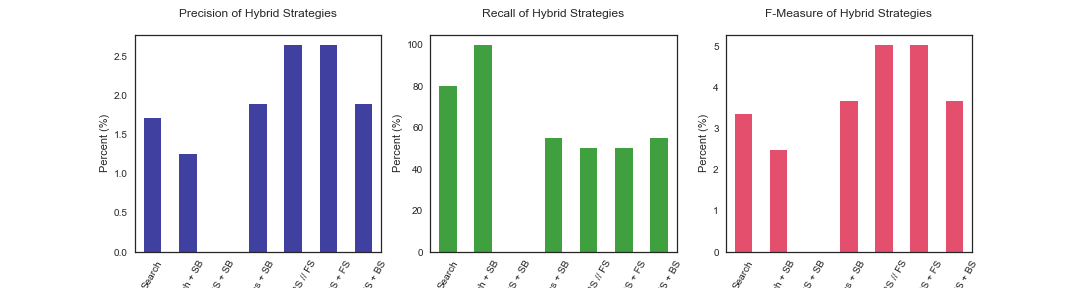 Precision of Hybrid Strategies
Recall of Hybrid Strategies
F-Measure of Hybrid Strategies
Percent (%)
2.5
2.0
1.5
1.0
0.5
0.0
Search
+ SB
+ SB
+ SB
// FS
+ FS
+ BS
Percent (%)
100
80
60
40
20
0
Search
+ SB
+ SB
+ SB
// FS
+ FS
+ BS
Percent (%)
5
4
3
2
1
0
Search
+ SB
+ SB
+ SB
// FS
+ FS
+ BS